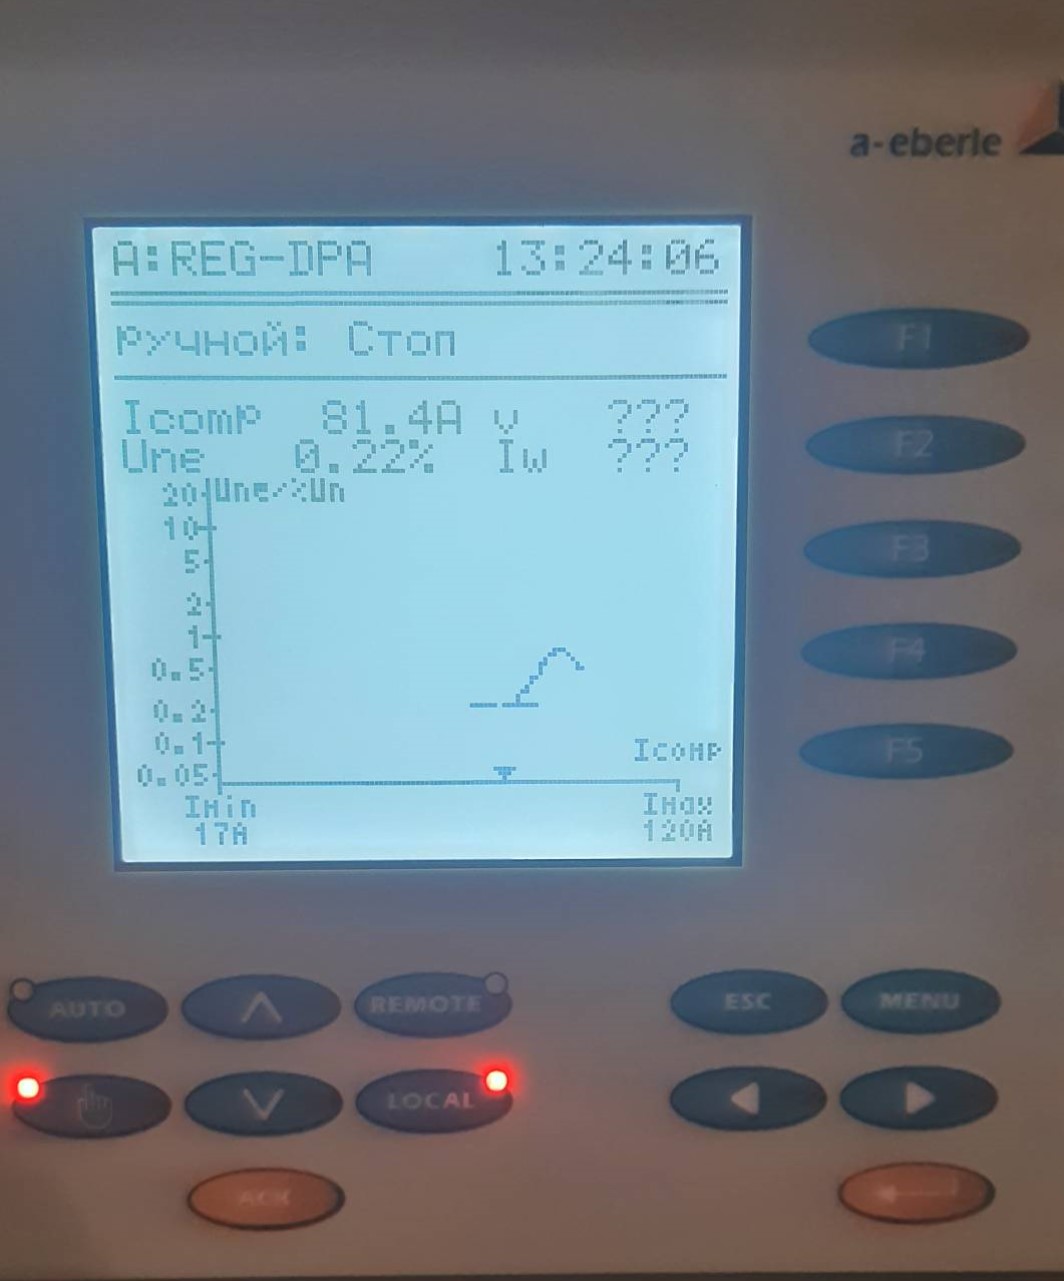 a-eberle
A:REG-DPA 13:24:06
ручной: Стоп
Icomp 81.4A v ???
Une 0.22% Iw ???
20 Une/%Un
10
5
2
1
0.5
0.2
0.1
Icomp
0.05
Imin Imax
17A 120A
F1
F2
F3
F4
F5
AUTO REMOTE ESC MENU
LOCAL
ACK